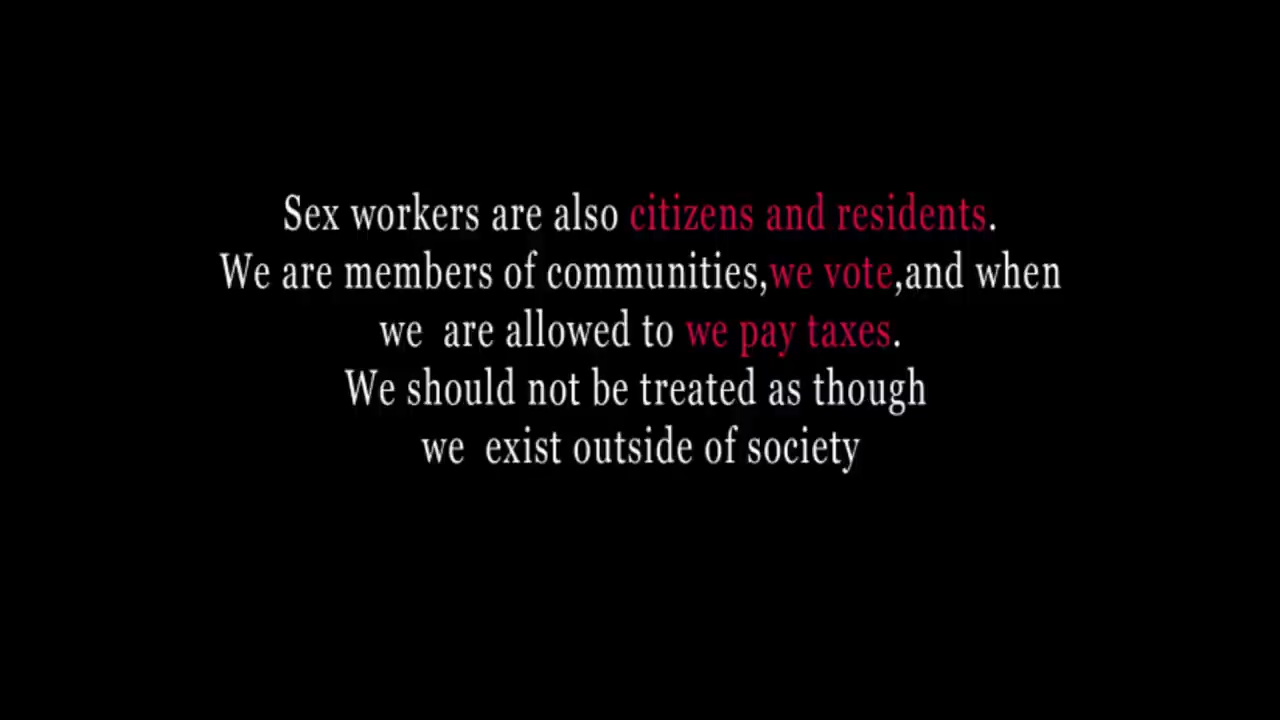 Sex workers are also citizens and residents.
We are members of communities,we vote,and when
we  are allowed to we pay taxes.
We should not be treated as though
we  exist outside of society